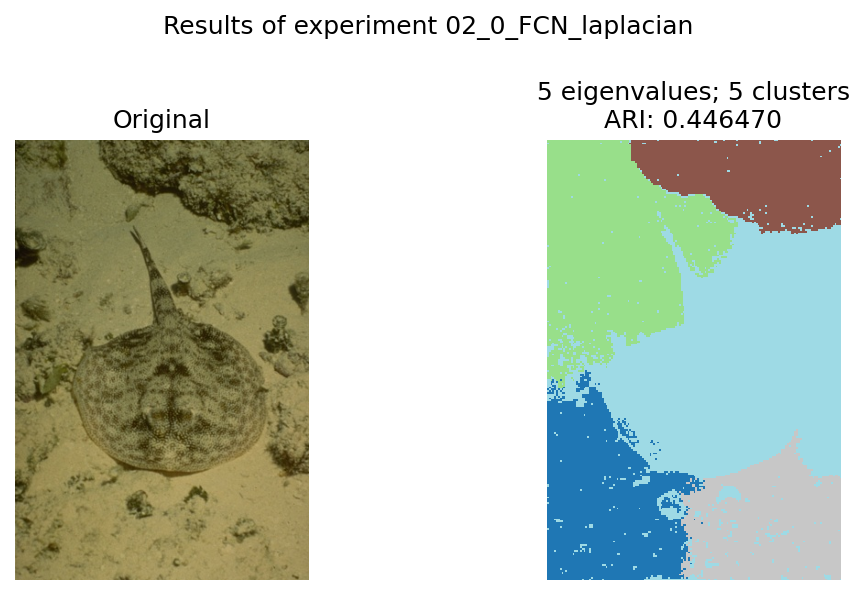 Results of experiment 02_0_FCN_laplacian
Original
5 eigenvalues; 5 clusters
ARI: 0.446470